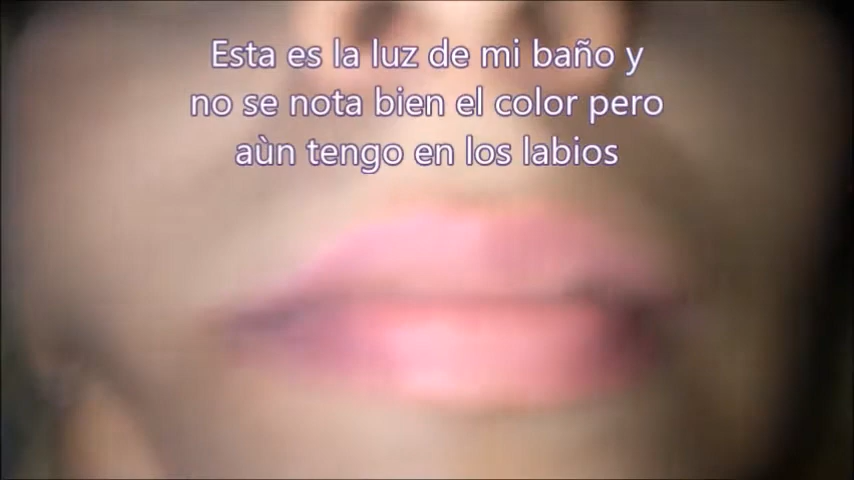 Esta es la luz de mi baño y
no se nota bien el color pero
aùn tengo en los labios